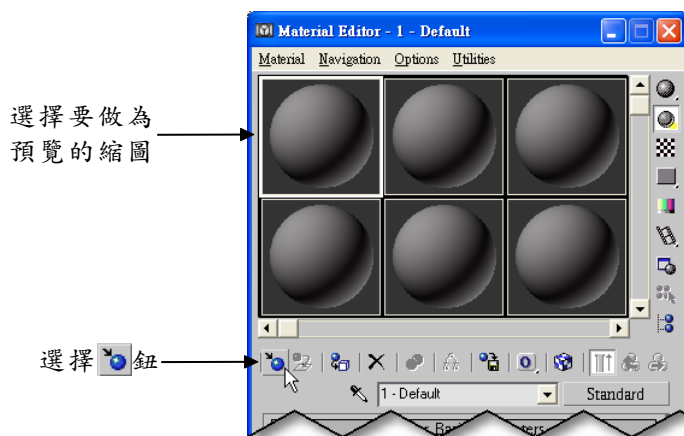 Material Editor - 1 - Default
Material Navigation Options Utilities
選擇要做為
預覽的縮圖
選擇 鈕
1 - Default
Standard